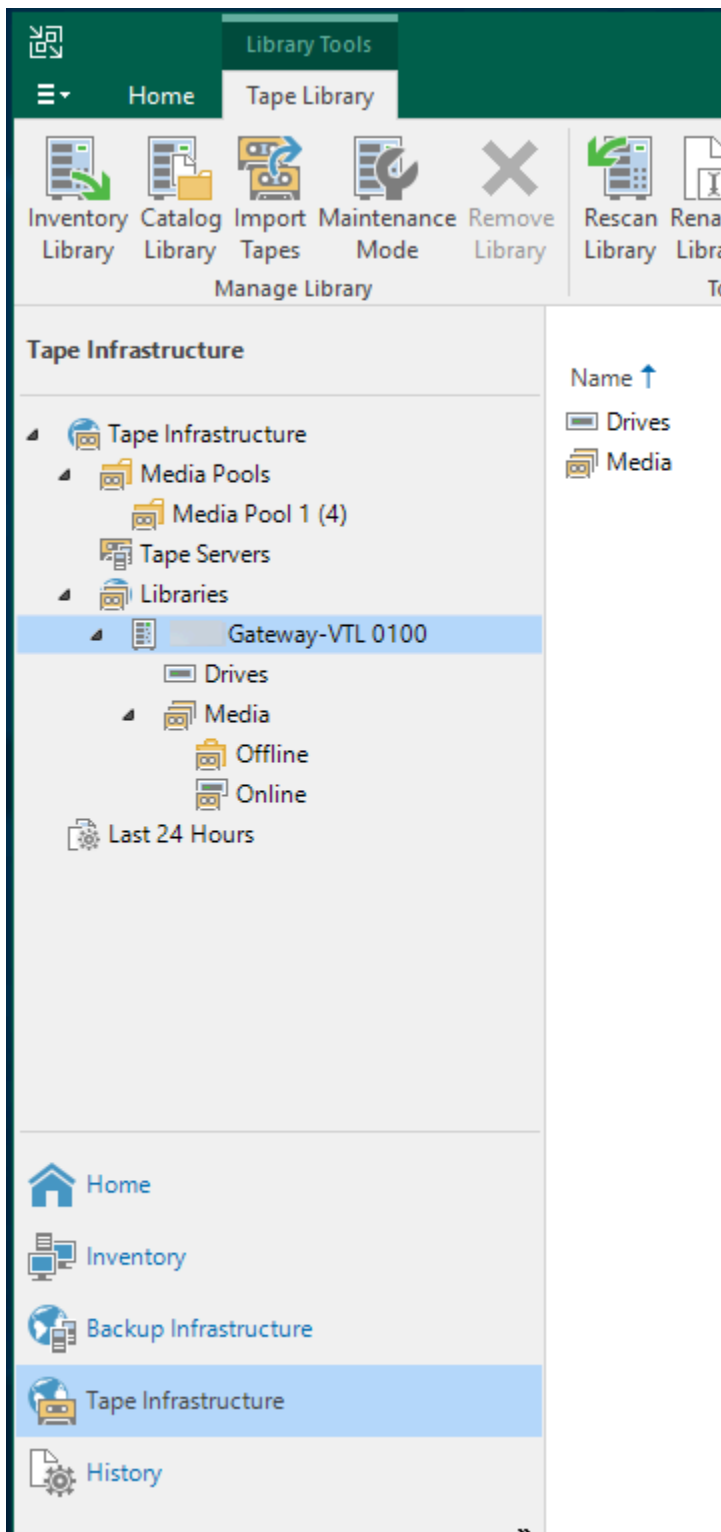 Library Tools
Home Tape Library
Inventory Catalog Import Maintenance Remove Rescan
Library Library Tapes Mode Library Library
Manage Library
Tape Infrastructure
Name
Tape Infrastructure
Drives
Media Pools
Media
Media Pool 1 (4)
Tape Servers
Libraries
Gateway-VTL 0100
Drives
Media
Offline
Online
Last 24 Hours
Home
Inventory
Backup Infrastructure
Tape Infrastructure
History